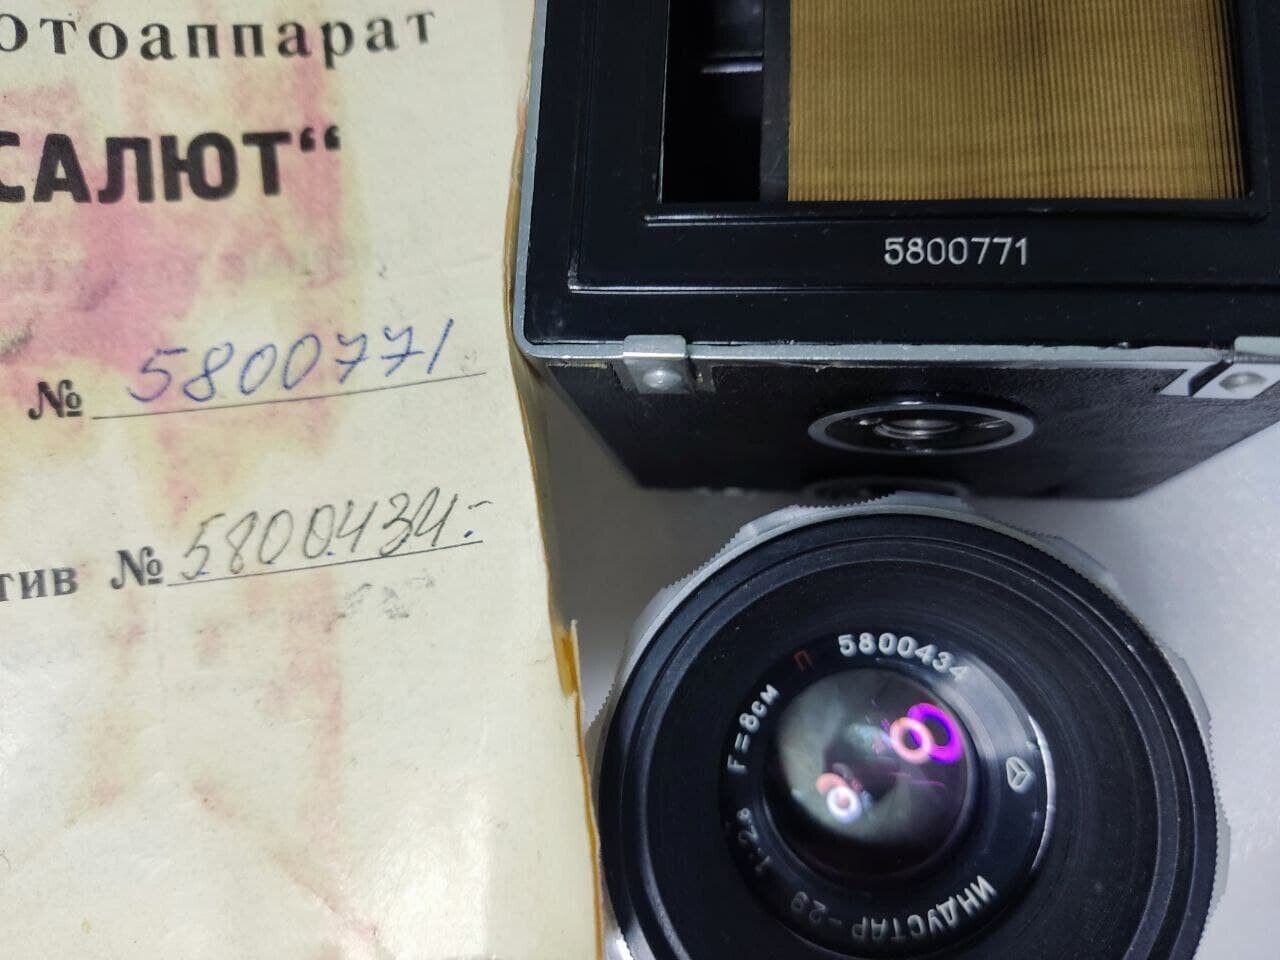 отоаппарат
САЛЮТ“
№ 5800771
тив № 5800434.-
5800771
П 5800434
ИНДУСТАР-29 1:2.8 F=8см